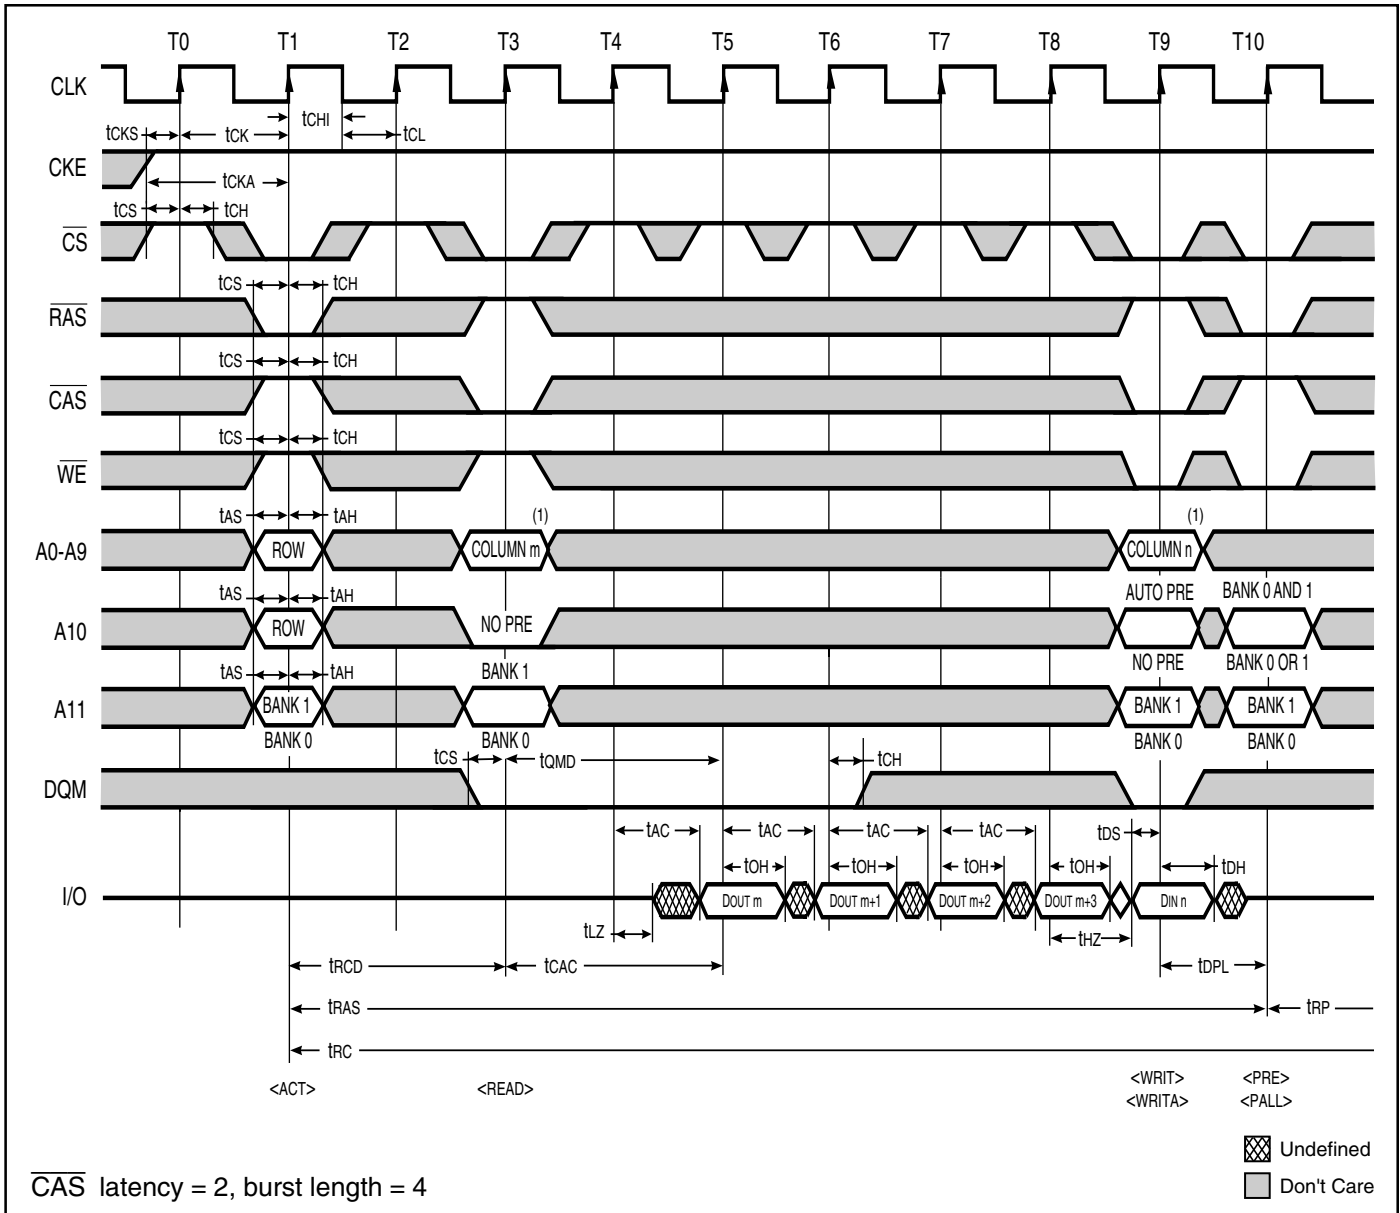 T0 T1 T2 T3 T4 T5 T6 T7 T8 T9 T10
CLK
tCHI
tCKS tCK tCL
CKE
tCKA
tCS tCH
CS
tCS tCH
RAS
tCS tCH
CAS
tCS tCH
WE
tAS tAH (1) (1)
A0-A9 ROW COLUMN m COLUMN n
tAS tAH AUTO PRE BANK 0 AND 1
A10 ROW NO PRE
tAS tAH BANK 1 NO PRE BANK 0 OR 1
A11 BANK 1 BANK 1 BANK 1
BANK 0 BANK 0 BANK 0 BANK 0
tCS tQMD tCH
DQM
tAC tAC tAC tAC tDS
tOH tOH tOH tOH tDH
I/O DOUT m DOUT m+1 DOUT m+2 DOUT m+3 DIN n
tLZ tHZ
tRCD tCAC tDPL
tRAS tRP
tRC
<ACT> <READ> <WRIT> <PRE>
<WRITA> <PALL>
Undefined
CAS latency = 2, burst length = 4 Don't Care